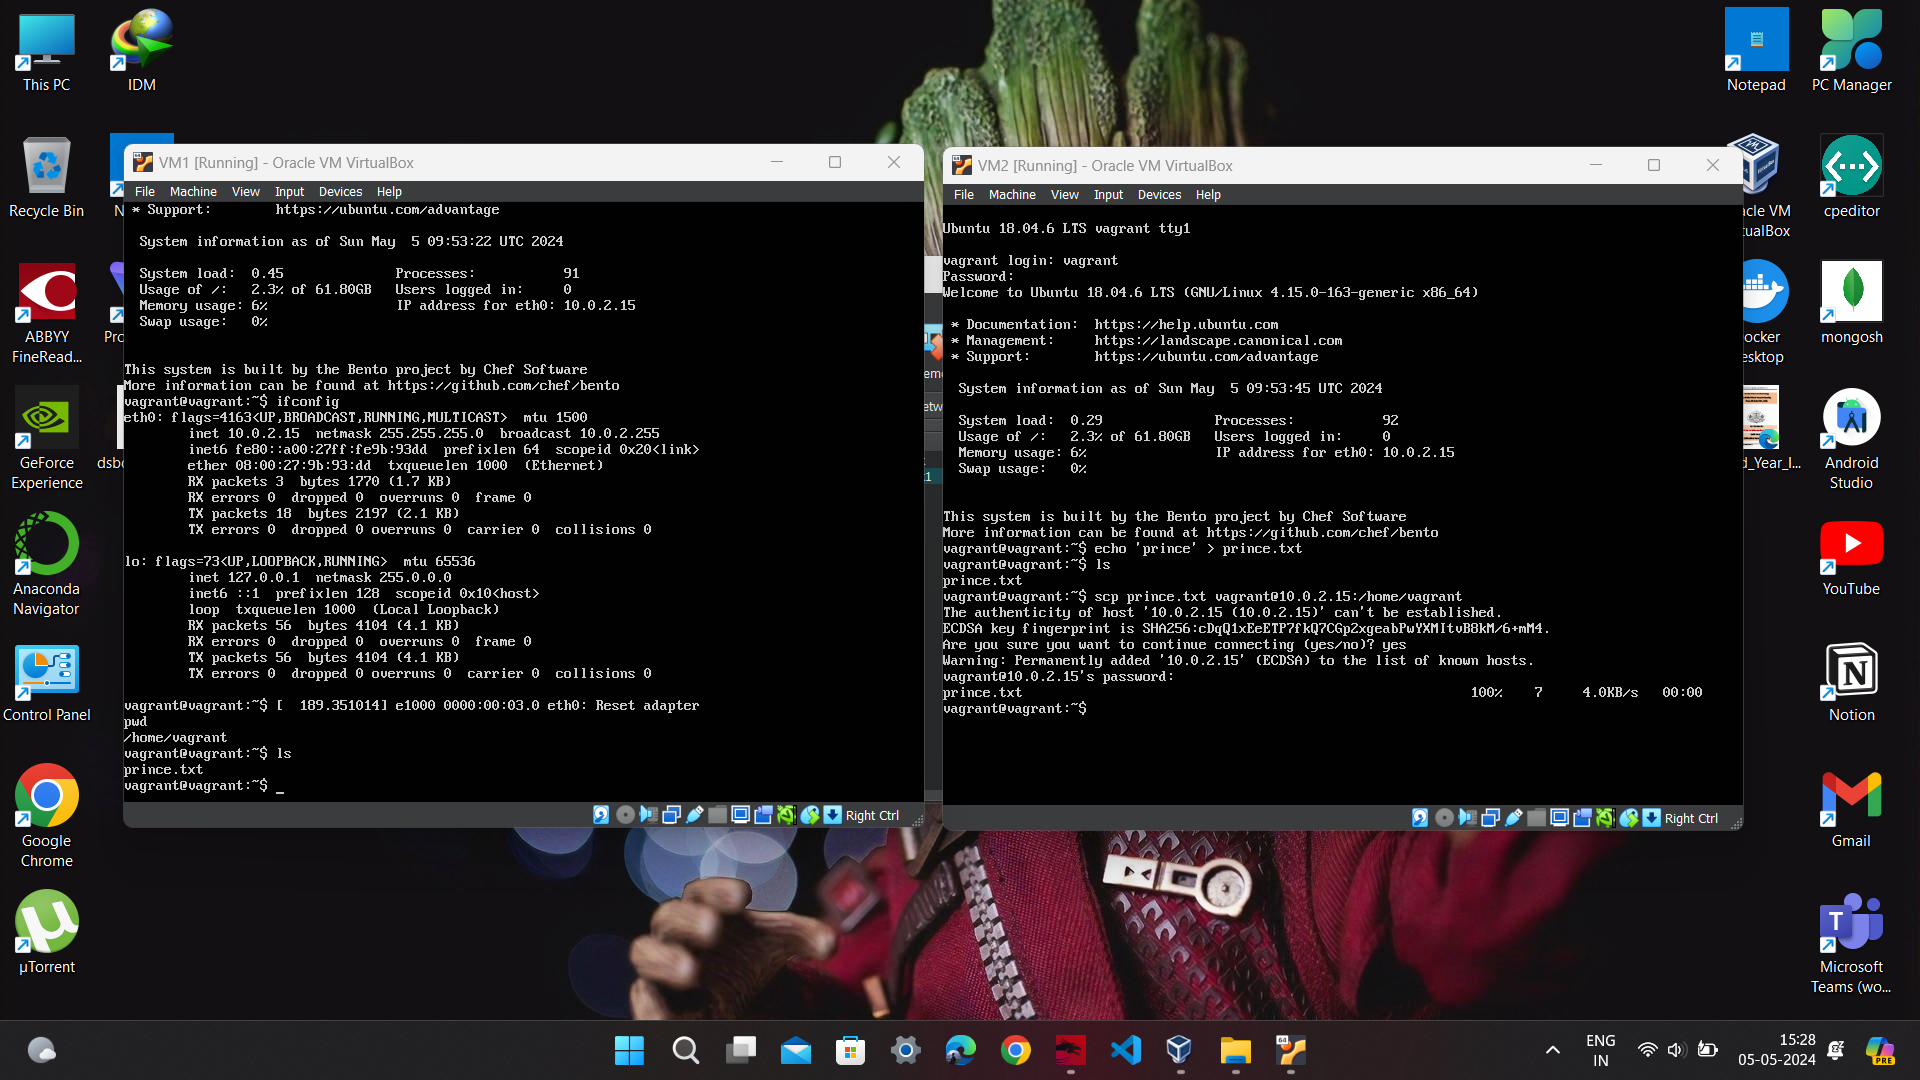 This PC
IDM
Recycle Bin
ABBYY
FineRead...
Pro
GeForce
Experience
dsbo
Anaconda
Navigator
Control Panel
Google
Chrome
µTorrent
VM1 [Running] - Oracle VM VirtualBox
File Machine View Input Devices Help
* Support: https://ubuntu.com/advantage
System information as of Sun May 5 09:53:22 UTC 2024
System load: 0.45 Processes: 91
Usage of /: 2.3% of 61.80GB Users logged in: 0
Memory usage: 6% IP address for eth0: 10.0.2.15
Swap usage: 0%
This system is built by the Bento project by Chef Software
More information can be found at https://github.com/chef/bento
vagrant@vagrant:~$ ifconfig
eth0: flags=4163<UP,BROADCAST,RUNNING,MULTICAST> mtu 1500
inet 10.0.2.15 netmask 255.255.255.0 broadcast 10.0.2.255
inet6 fe80::a00:27ff:fe9b:93dd prefixlen 64 scopeid 0x20<link>
ether 08:00:27:9b:93:dd txqueuelen 1000 (Ethernet)
RX packets 3 bytes 1770 (1.7 KB)
RX errors 0 dropped 0 overruns 0 frame 0
TX packets 18 bytes 2197 (2.1 KB)
TX errors 0 dropped 0 overruns 0 carrier 0 collisions 0
lo: flags=73<UP,LOOPBACK,RUNNING> mtu 65536
inet 127.0.0.1 netmask 255.0.0.0
inet6 ::1 prefixlen 128 scopeid 0x10<host>
loop txqueuelen 1000 (Local Loopback)
RX packets 56 bytes 4104 (4.1 KB)
RX errors 0 dropped 0 overruns 0 frame 0
TX packets 56 bytes 4104 (4.1 KB)
TX errors 0 dropped 0 overruns 0 carrier 0 collisions 0
vagrant@vagrant:~$ [ 189.351014] e1000 0000:00:03.0 eth0: Reset adapter
pwd
/home/vagrant
vagrant@vagrant:~$ ls
prince.txt
vagrant@vagrant:~$ _
Right Ctrl
VM2 [Running] - Oracle VM VirtualBox
File Machine View Input Devices Help
Ubuntu 18.04.6 LTS vagrant tty1
vagrant login: vagrant
Password:
Welcome to Ubuntu 18.04.6 LTS (GNU/Linux 4.15.0-163-generic x86_64)
* Documentation: https://help.ubuntu.com
* Management: https://landscape.canonical.com
* Support: https://ubuntu.com/advantage
System information as of Sun May 5 09:53:45 UTC 2024
System load: 0.29 Processes: 92
Usage of /: 2.3% of 61.80GB Users logged in: 0
Memory usage: 6% IP address for eth0: 10.0.2.15
Swap usage: 0%
This system is built by the Bento project by Chef Software
More information can be found at https://github.com/chef/bento
vagrant@vagrant:~$ echo 'prince' > prince.txt
vagrant@vagrant:~$ ls
prince.txt
vagrant@vagrant:~$ scp prince.txt vagrant@10.0.2.15:/home/vagrant
The authenticity of host '10.0.2.15 (10.0.2.15)' can't be established.
ECDSA key fingerprint is SHA256:cDqQ1xEeETP7fkQ7CGp2xgeabPwYXMItvB8kM/6+mM4.
Are you sure you want to continue connecting (yes/no)? yes
Warning: Permanently added '10.0.2.15' (ECDSA) to the list of known hosts.
vagrant@10.0.2.15's password:
prince.txt 100% 7 4.0KB/s 00:00
vagrant@vagrant:~$
Right Ctrl
Notepad
PC Manager
cle VM
tualBox
cpeditor
ocker
esktop
mongosh
d_Year_I...
Android
Studio
YouTube
Notion
Gmail
Microsoft
Teams (wo...
ENG
IN
15:28
05-05-2024
PRE